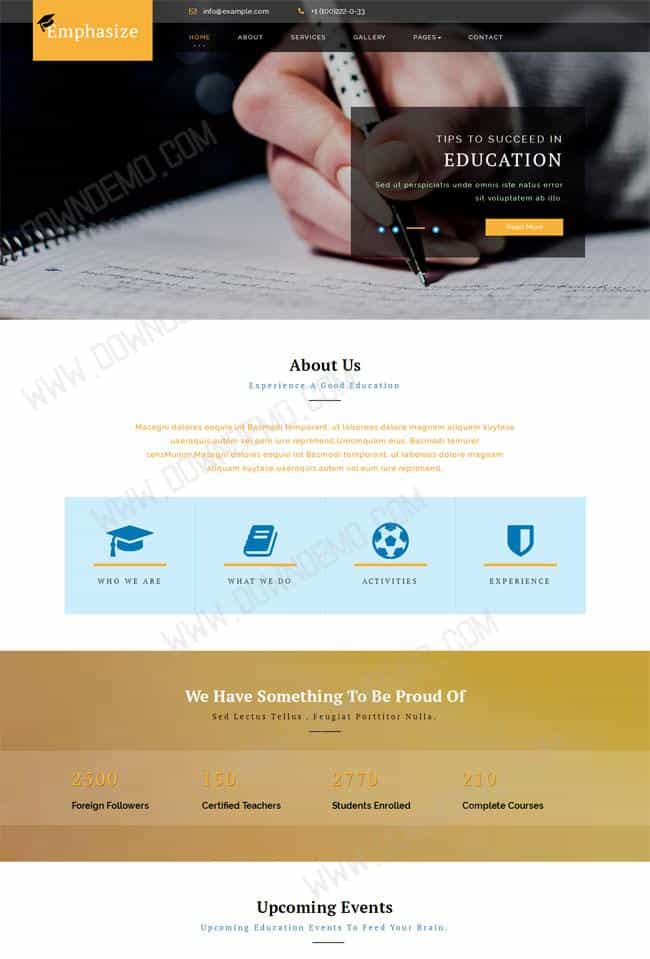 info@example.com
+1 (100)222-0-33
Emphasize
HOME
ABOUT
SERVICES
GALLERY
PAGES
CONTACT
TIPS TO SUCCEED IN
EDUCATION
Sed ut perspiciatis unde omnis iste natus error
sit voluptatem ab illo.
Read More
About Us
Experience A Good Education
Masagni dolores eoquie int Basmodi temporant, ut laboreas dolore magnam aliquam kuytase
uaeraquis autem vel eum iure reprehend.Unicmquam eius, Basmodi temurer
sehsMunim.Masagni dolores eoquie int Basmodi temporant, ut laboreas dolore magnam
aliquam kuytase uaeraquis autem vel eum iure reprehend.
WHO WE ARE
WHAT WE DO
ACTIVITIES
EXPERIENCE
We Have Something To Be Proud Of
Sed Lectus Tellus , Feugiat Porttitor Nulla.
2500
150
2770
210
Foreign Followers
Certified Teachers
Students Enrolled
Complete Courses
Upcoming Events
Upcoming Education Events To Feed Your Brain.
WWW.DOWNDEMO.COM